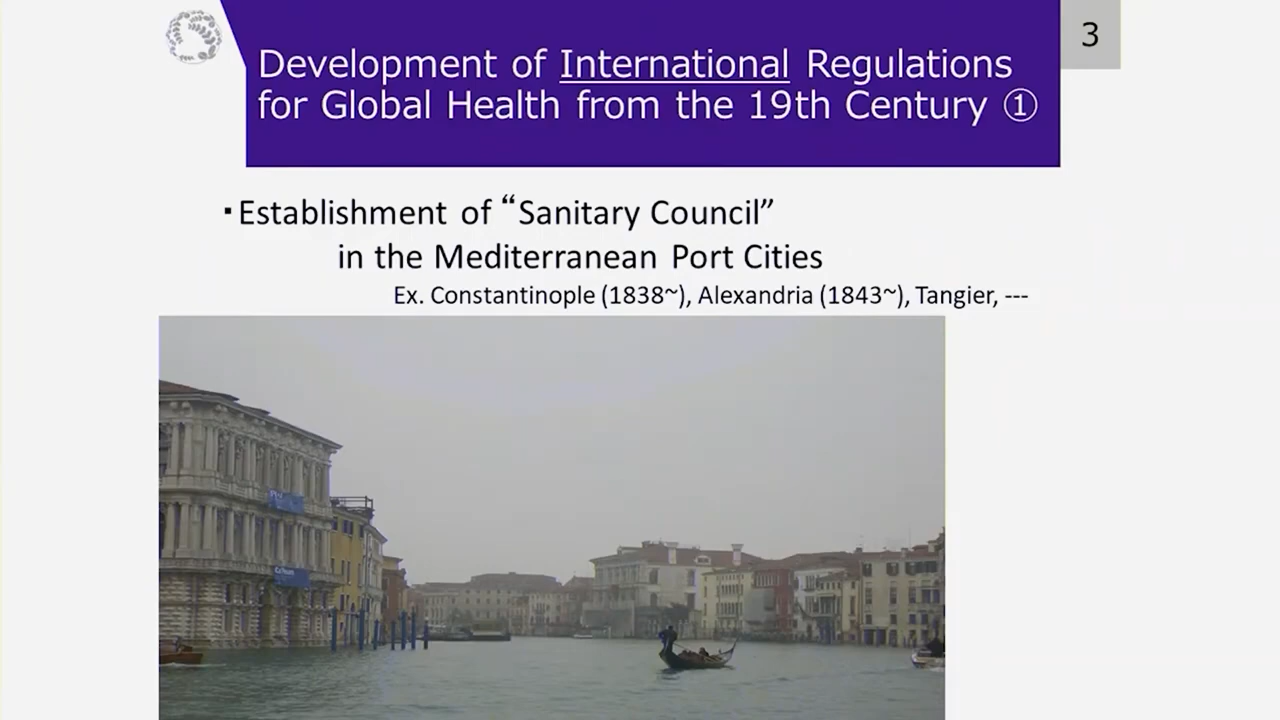 3
Development of International Regulations
for Global Health from the 19th Century ①
・Establishment of “Sanitary Council”
in the Mediterranean Port Cities
Ex. Constantinople (1838~), Alexandria (1843~), Tangier, ---